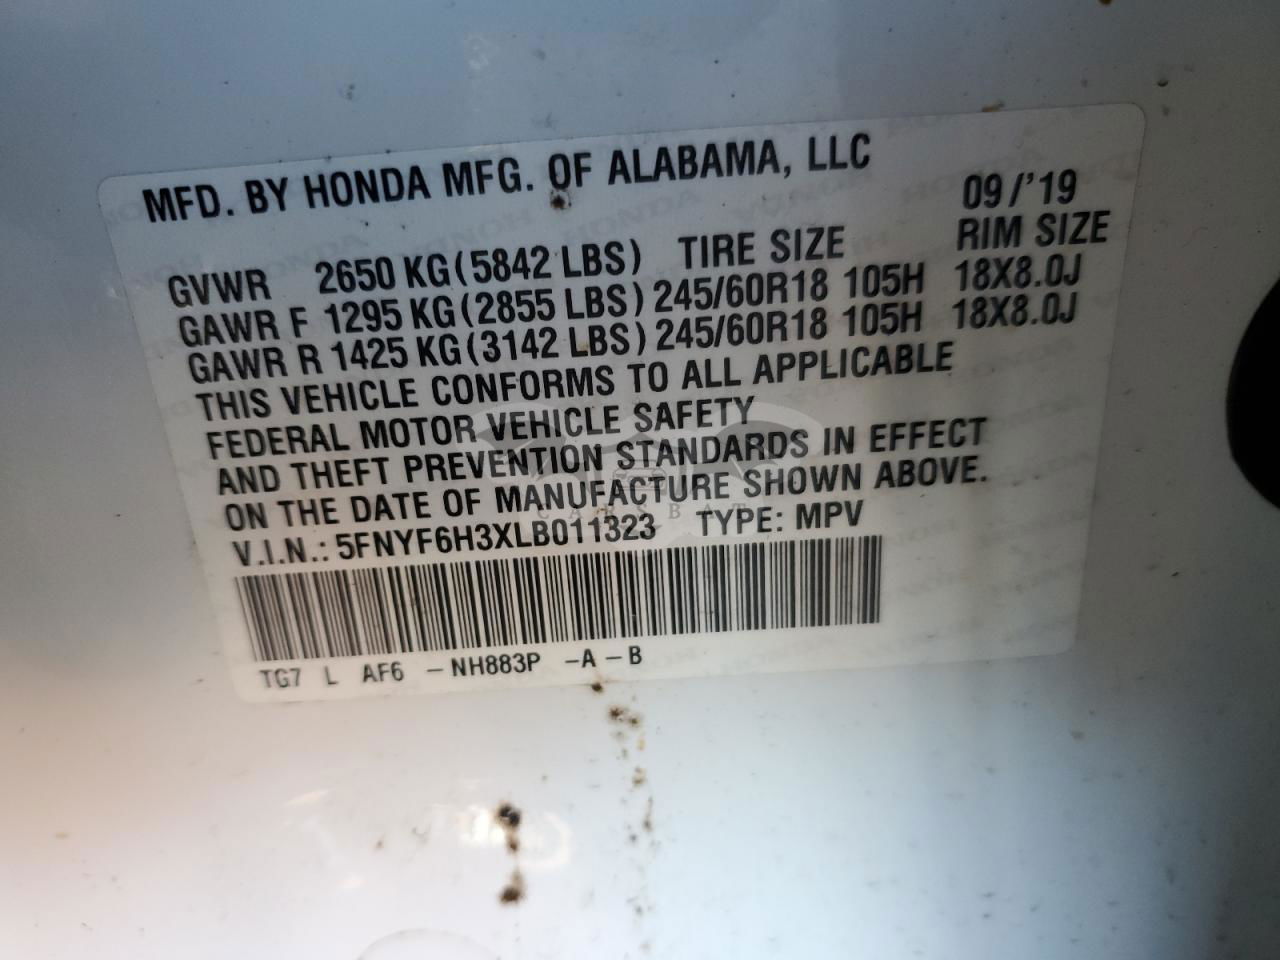 MFD. BY HONDA MFG. OF ALABAMA, LLC 09/'19
GVWR 2650 KG(5842 LBS) TIRE SIZE RIM SIZE
GAWR F 1295 KG(2855 LBS) 245/60R18 105H 18X8.0J
GAWR R 1425 KG(3142 LBS) 245/60R18 105H 18X8.0J
THIS VEHICLE CONFORMS TO ALL APPLICABLE
FEDERAL MOTOR VEHICLE SAFETY
AND THEFT PREVENTION STANDARDS IN EFFECT
ON THE DATE OF MANUFACTURE SHOWN ABOVE.
CARSBAT
V.I.N.: 5FNYF6H3XLB011323 TYPE: MPV
TG7 L AF6 -NH883P -A-B